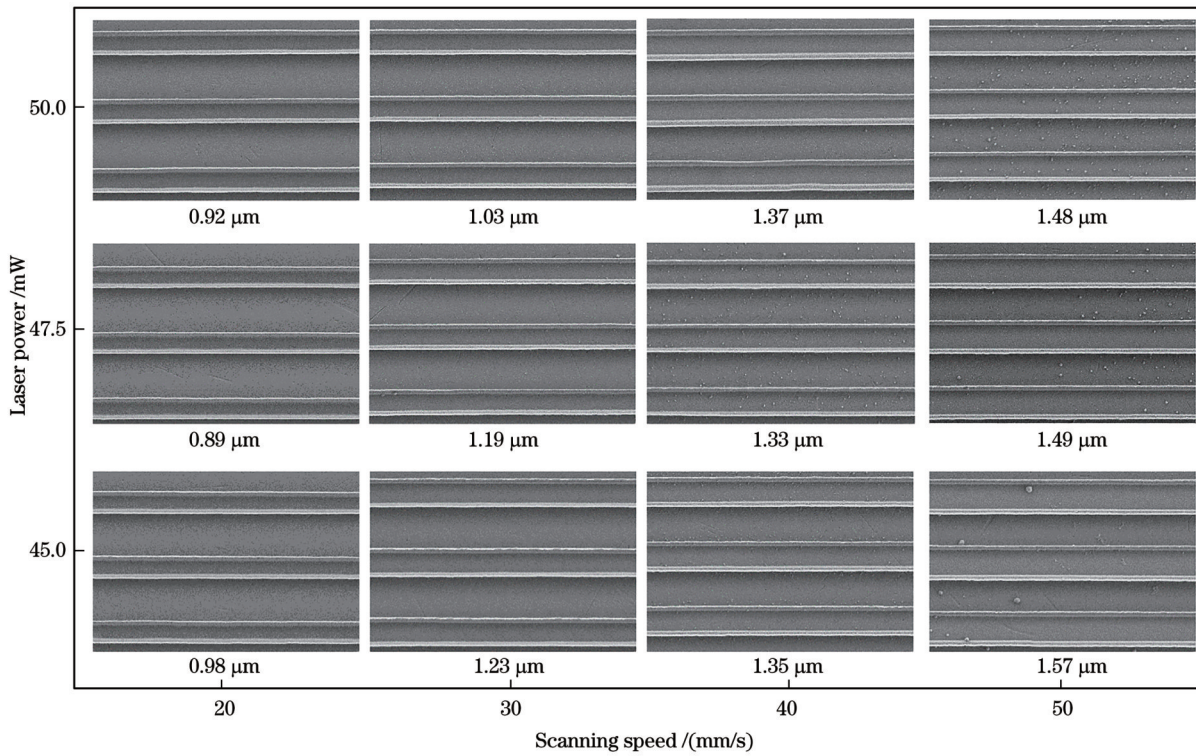 50.0
0.92 μm 1.03 μm 1.37 μm 1.48 μm
Laser power /mW
47.5
0.89 μm 1.19 μm 1.33 μm 1.49 μm
45.0
0.98 μm 1.23 μm 1.35 μm 1.57 μm
20 30 40 50
Scanning speed /(mm/s)